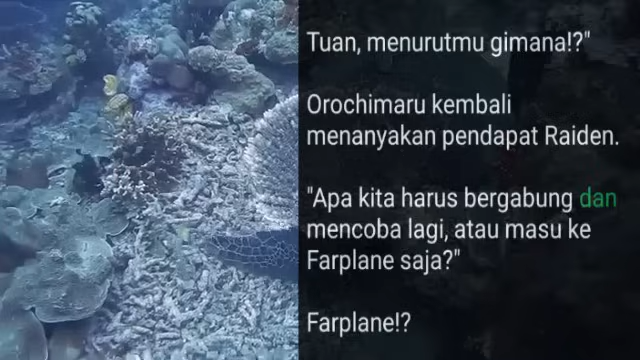 Tuan, menurutmu gimana!?"
Orochimaru kembali
menanyakan pendapat Raiden.
"Apa kita harus bergabung dan
mencoba lagi, atau masu ke
Farplane saja?"
Farplane!?